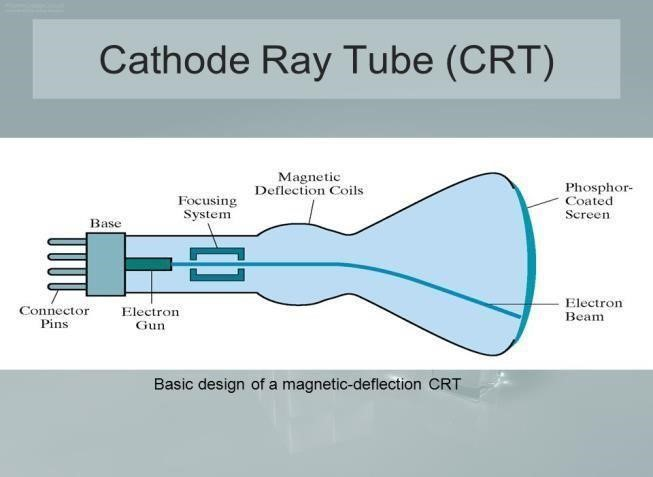 Cathode Ray Tube (CRT)
Magnetic
Deflection Coils
Phosphor-
Coated
Screen
Focusing
System
Base
Connector
Pins
Electron
Gun
Electron
Beam
Basic design of a magnetic-deflection CRT